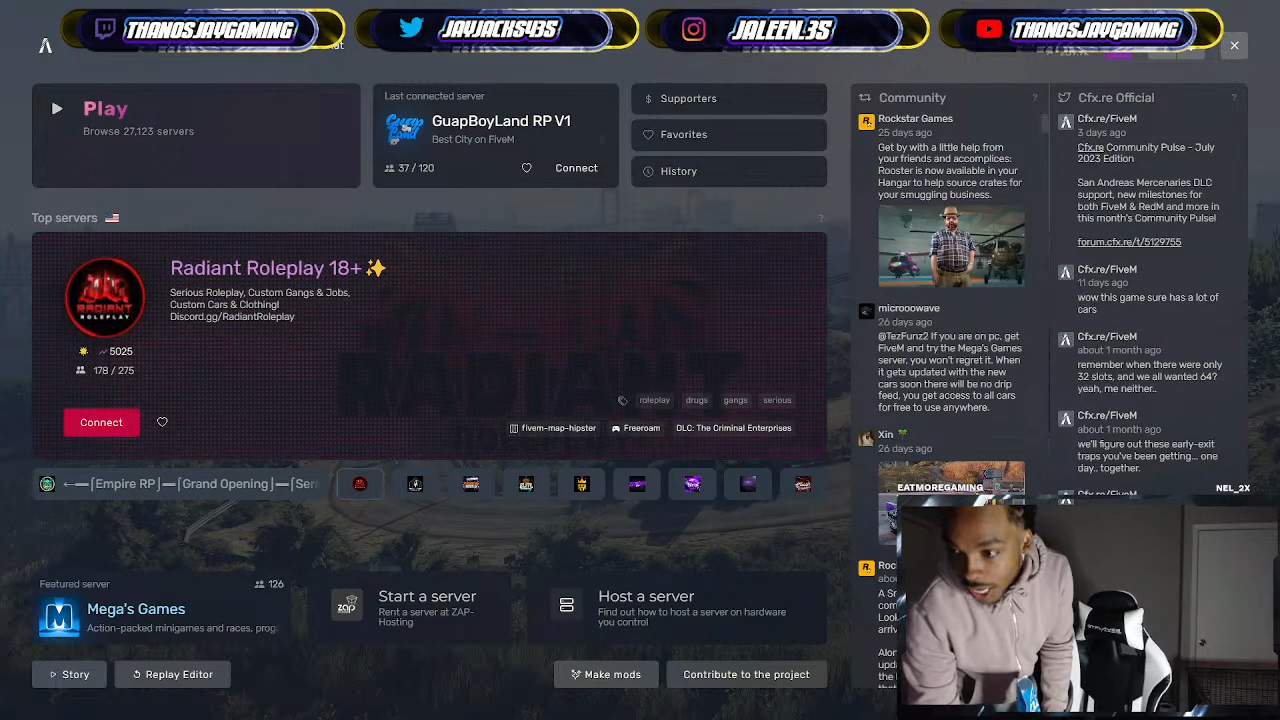 THANOSJAYGAMING
JAYJACKS43S
JALEEN.3S
THANOSJAYGAMIMG
Play
Browse 27,123 servers
Last connected server
GuapBoyLand RP V1
Best City on FiveM
37 / 120
Connect
$ Supporters
Favorites
History
Top servers
?
Radiant Roleplay 18+✨
Serious Roleplay, Custom Gangs & Jobs,
Custom Cars & Clothing!
Discord.gg/RadiantRoleplay
RADIANT
ROLEPLAY
5025
178 / 275
Connect
roleplay drugs gangs serious
fivem-map-hipster Freeroam DLC: The Criminal Enterprises
[Empire RP] [Grand Opening] [Seri
Featured server
126
Mega's Games
Action-packed minigames and races, prog
ZAP
Start a server
Rent a server at ZAP-
Hosting
Host a server
Find out how to host a server on hardware
you control
Story
Replay Editor
Make mods
Contribute to the project
Community ?
Rockstar Games
25 days ago
Get by with a little help from
your friends and accomplices:
Rooster is now available in your
Hangar to help source crates for
your smuggling business.
microoowave
26 days ago
@TezFunz2 If you are on pc, get
FiveM and try the Mega's Games
server, you won't regret it. When
it gets updated with the new
cars soon there will be no drip
feed, you get access to all cars
for free to use anywhere.
Xin
26 days ago
EATMOREGAMING
NEL_2X
Cfx.re Official ?
Cfx.re/FiveM
3 days ago
Cfx.re Community Pulse - July
2023 Edition
San Andreas Mercenaries DLC
support, new milestones for
both FiveM & RedM and more in
this month's Community Pulse!
forum.cfx.re/t/5129755
Cfx.re/FiveM
11 days ago
wow this game sure has a lot of
cars
Cfx.re/FiveM
about 1 month ago
remember when there were only
32 slots, and we all wanted 64?
yeah, me neither..
Cfx.re/FiveM
about 1 month ago
we'll figure out these early-exit
traps you've been getting... one
day.. together.
Cfx.re/FiveM